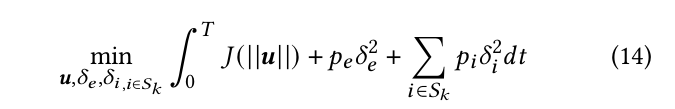 min_{u,δ_e,δ_{i,i∈S_k}} ∫_0^T J(||u||) + p_e δ_e^2 + ∑_{i∈S_k} p_i δ_i^2 dt (14)